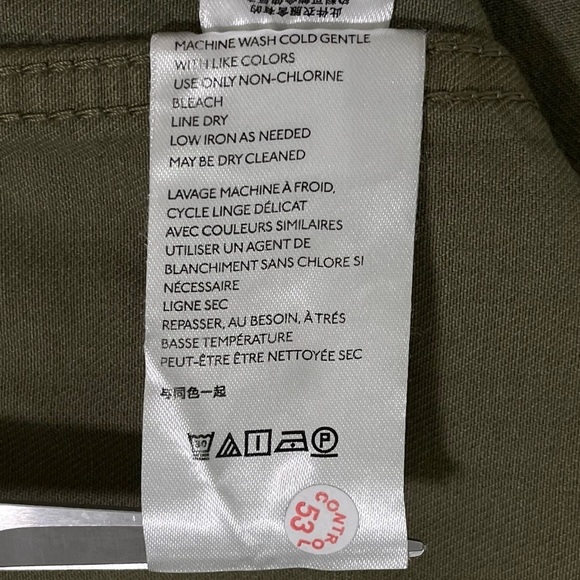 MACHINE WASH COLD GENTLE
WITH LIKE COLORS
USE ONLY NON-CHLORINE
BLEACH
LINE DRY
LOW IRON AS NEEDED
MAY BE DRY CLEANED
LAVAGE MACHINE À FROID,
CYCLE LINGE DÉLICAT
AVEC COULEURS SIMILAIRES
UTILISER UN AGENT DE
BLANCHIMENT SANS CHLORE SI
NÉCESSAIRE
LIGNE SEC
REPASSER, AU BESOIN, À TRÉS
BASSE TEMPÉRATURE
PEUT-ÊTRE ÊTRE NETTOYÉE SEC
与同色一起
30 P
CONTROL
53